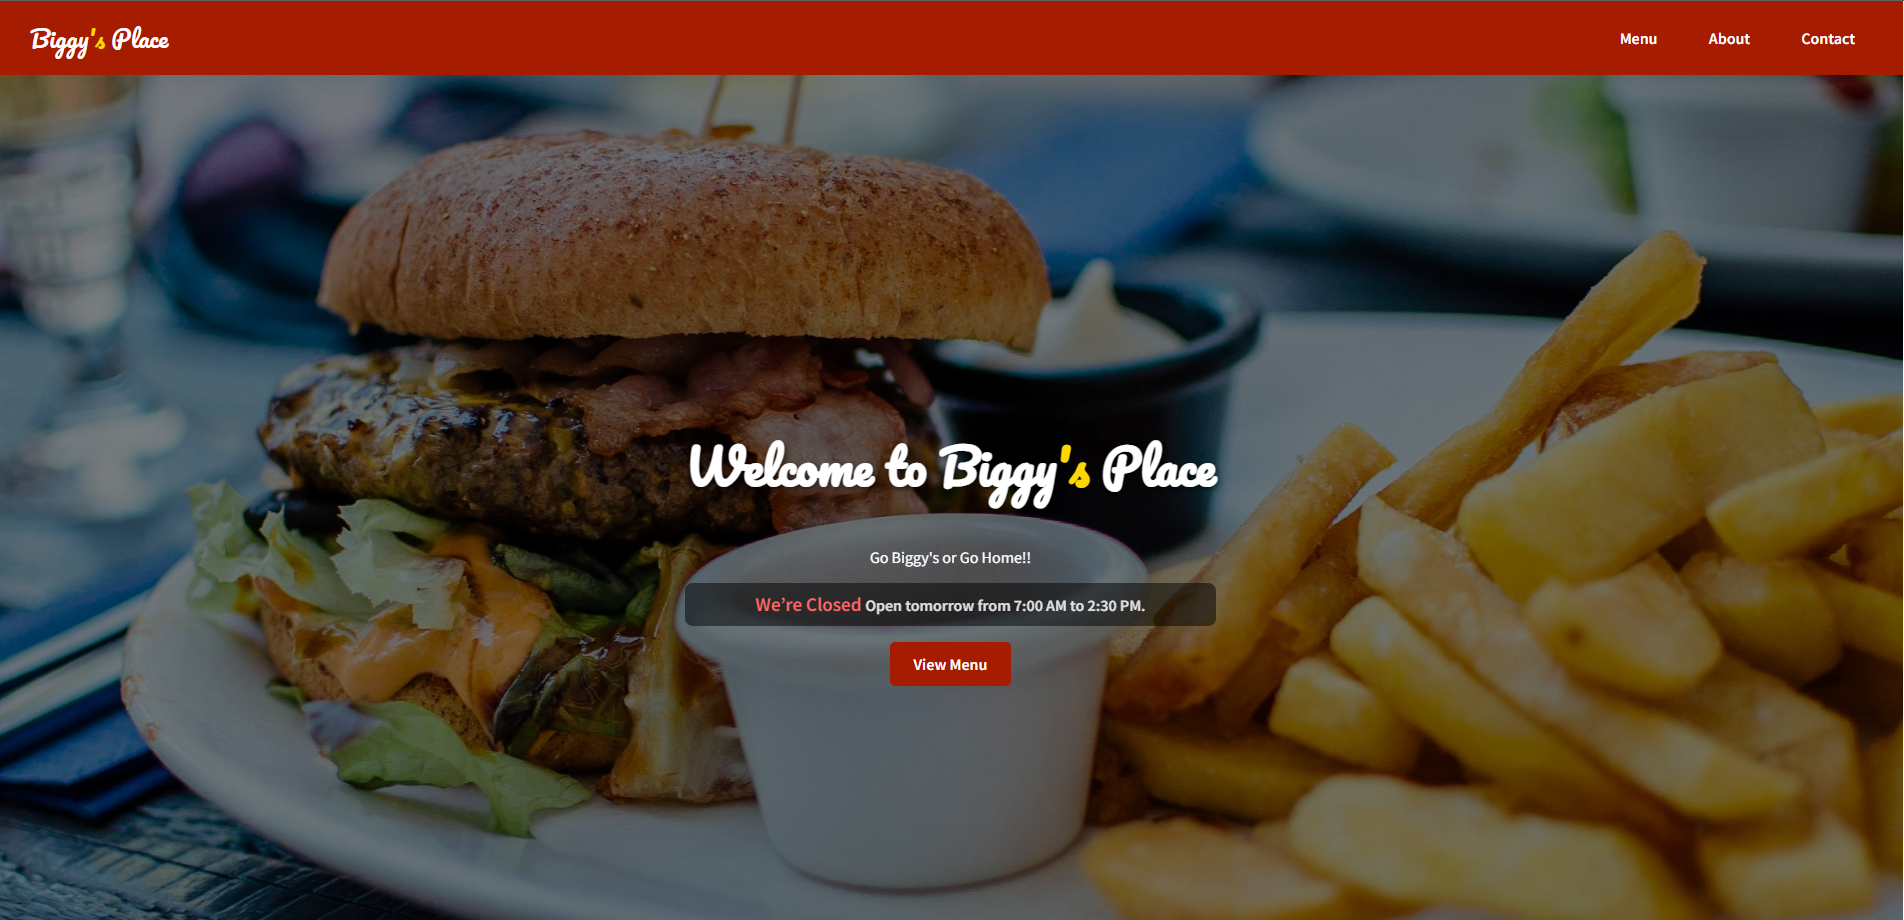 Biggy's Place
Menu
About
Contact
Welcome to Biggy's Place
Go Biggy's or Go Home!!
We’re Closed Open tomorrow from 7:00 AM to 2:30 PM.
View Menu